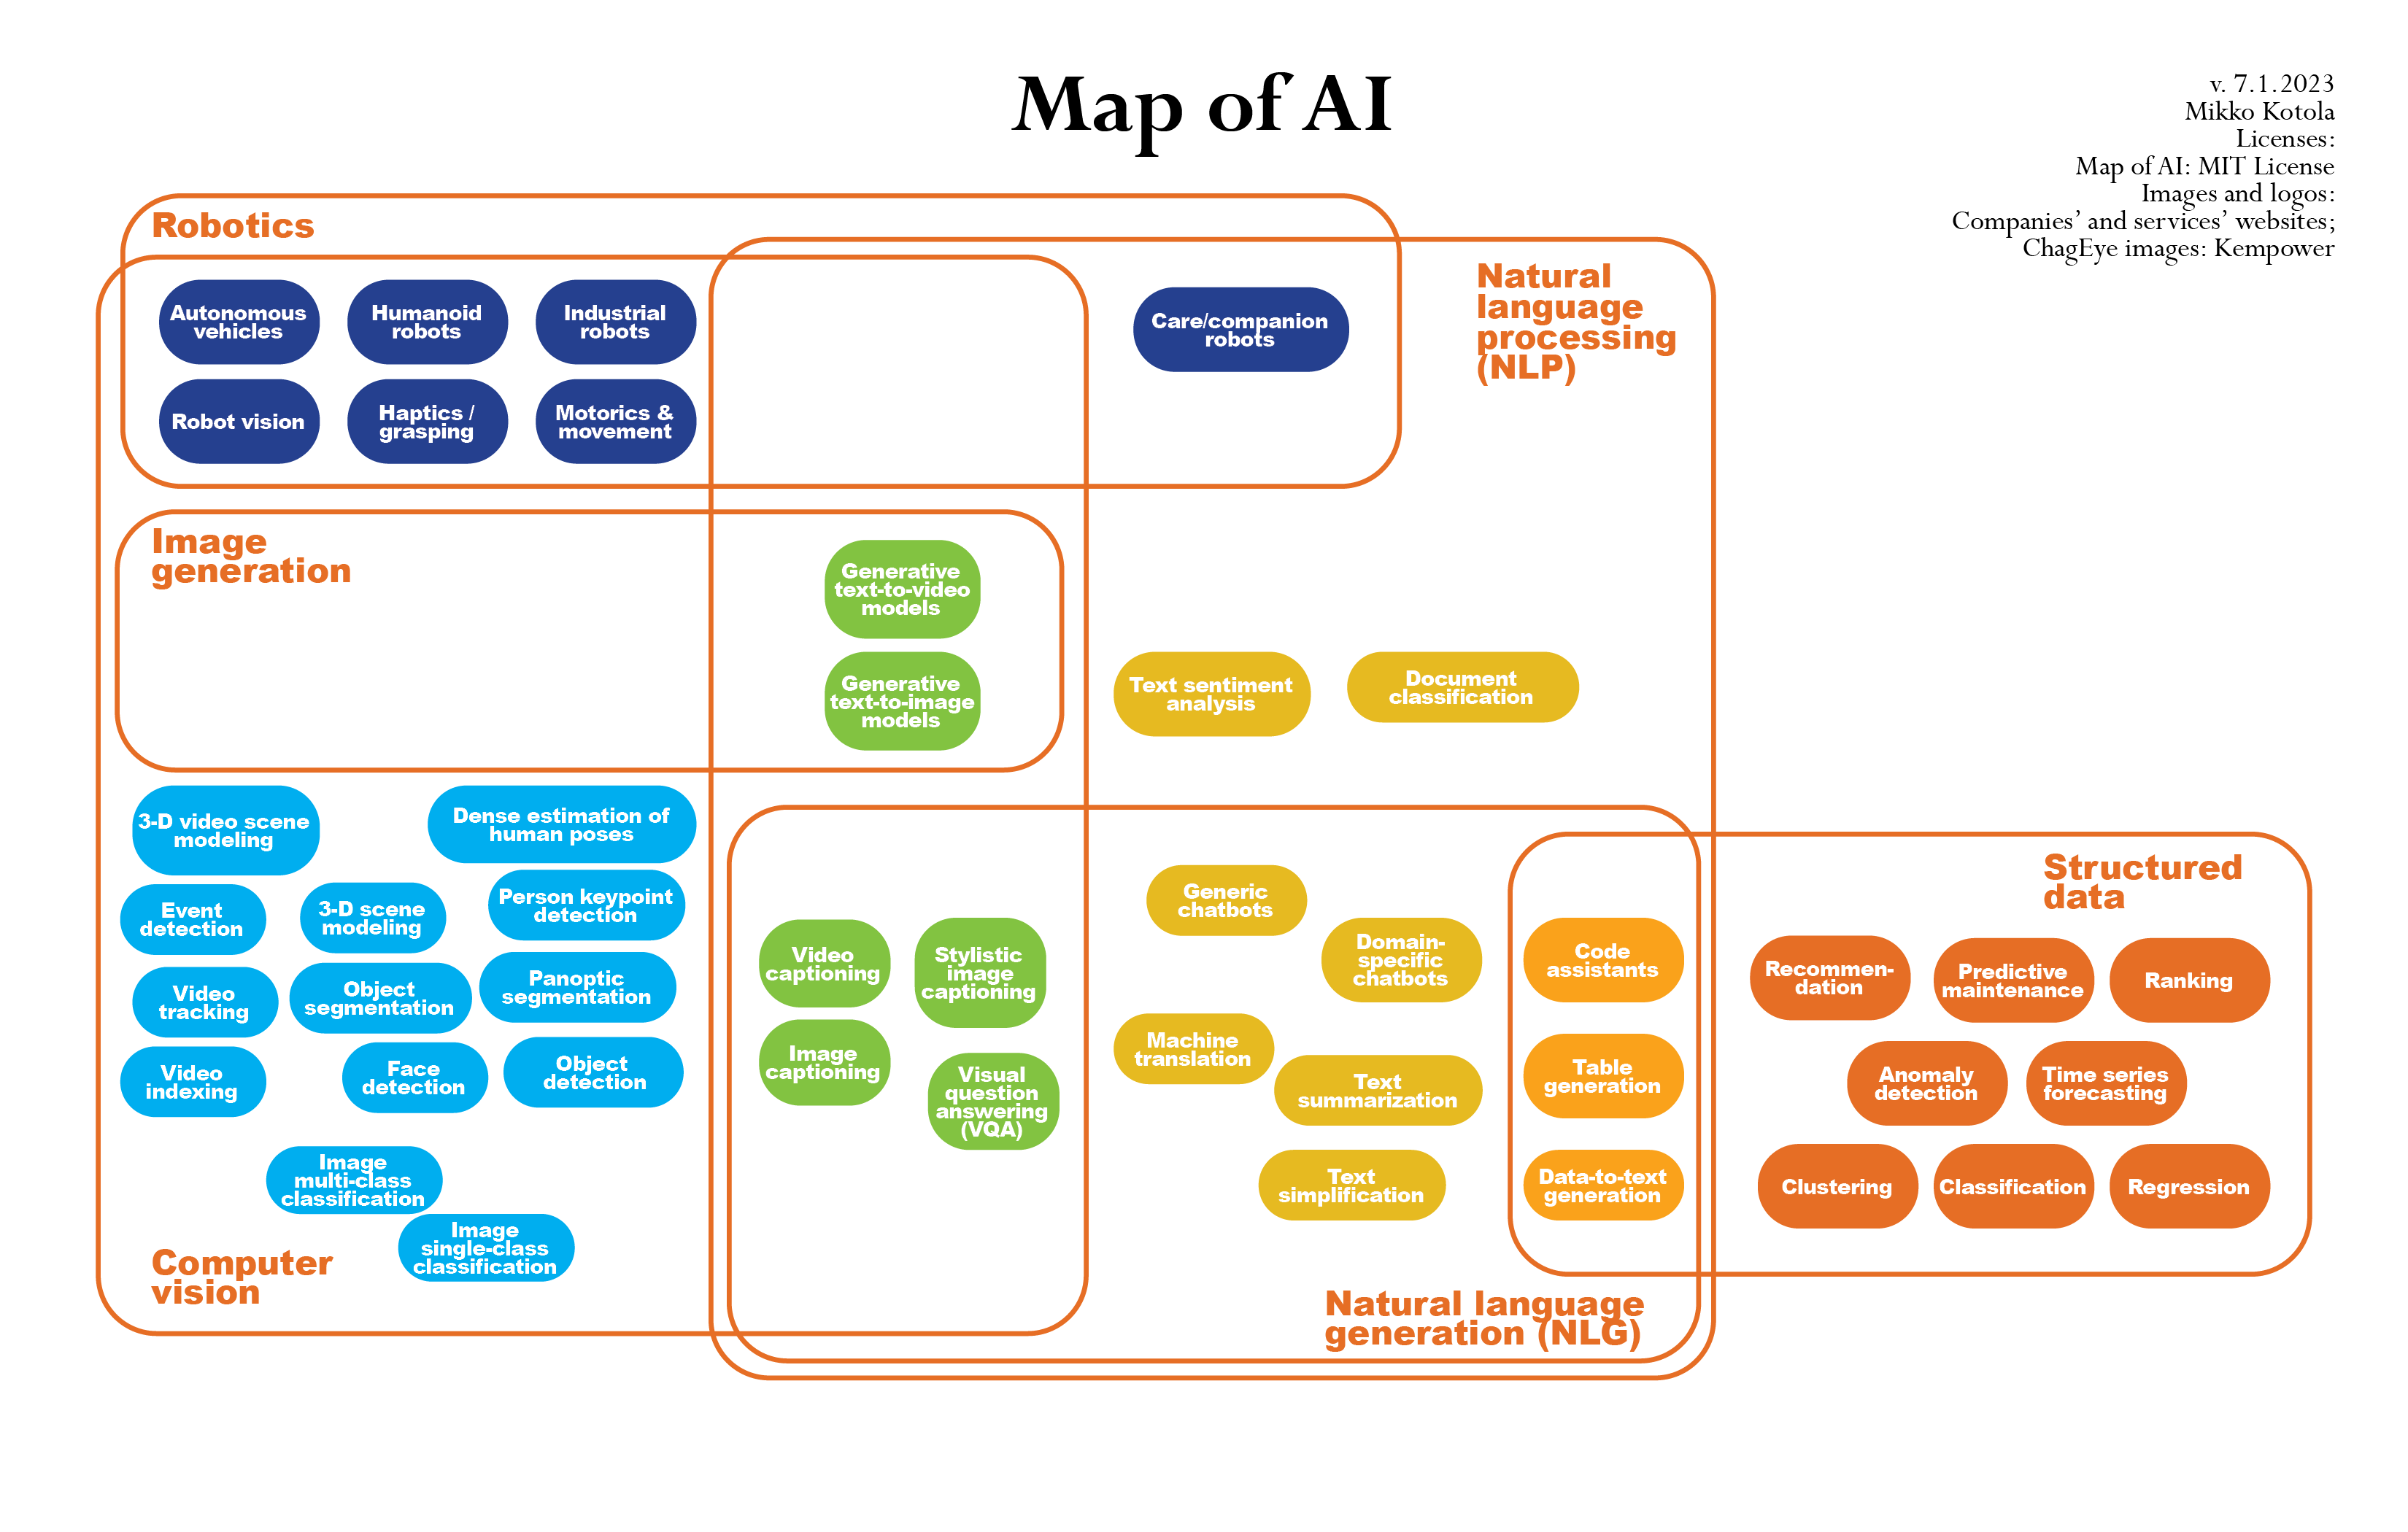 Map of AI
v. 7.1.2023
Mikko Kotola
Licenses:
Map of AI: MIT License
Images and logos:
Companies’ and services’ websites;
ChagEye images: Kempower
Robotics
Autonomous
vehicles
Humanoid
robots
Industrial
robots
Robot vision
Haptics /
grasping
Motorics &
movement
Care/companion
robots
Natural
language
processing
(NLP)
Image
generation
Generative
text-to-video
models
Generative
text-to-image
models
Text sentiment
analysis
Document
classification
3-D video scene
modeling
Dense estimation of
human poses
Event
detection
3-D scene
modeling
Person keypoint
detection
Video
tracking
Object
segmentation
Panoptic
segmentation
Video
indexing
Face
detection
Object
detection
Image
multi-class
classification
Image
single-class
classification
Computer
vision
Video
captioning
Stylistic
image
captioning
Image
captioning
Visual
question
answering
(VQA)
Generic
chatbots
Domain-
specific
chatbots
Machine
translation
Text
summarization
Text
simplification
Code
assistants
Table
generation
Data-to-text
generation
Natural language
generation (NLG)
Structured
data
Recommen-
dation
Predictive
maintenance
Ranking
Anomaly
detection
Time series
forecasting
Clustering
Classification
Regression